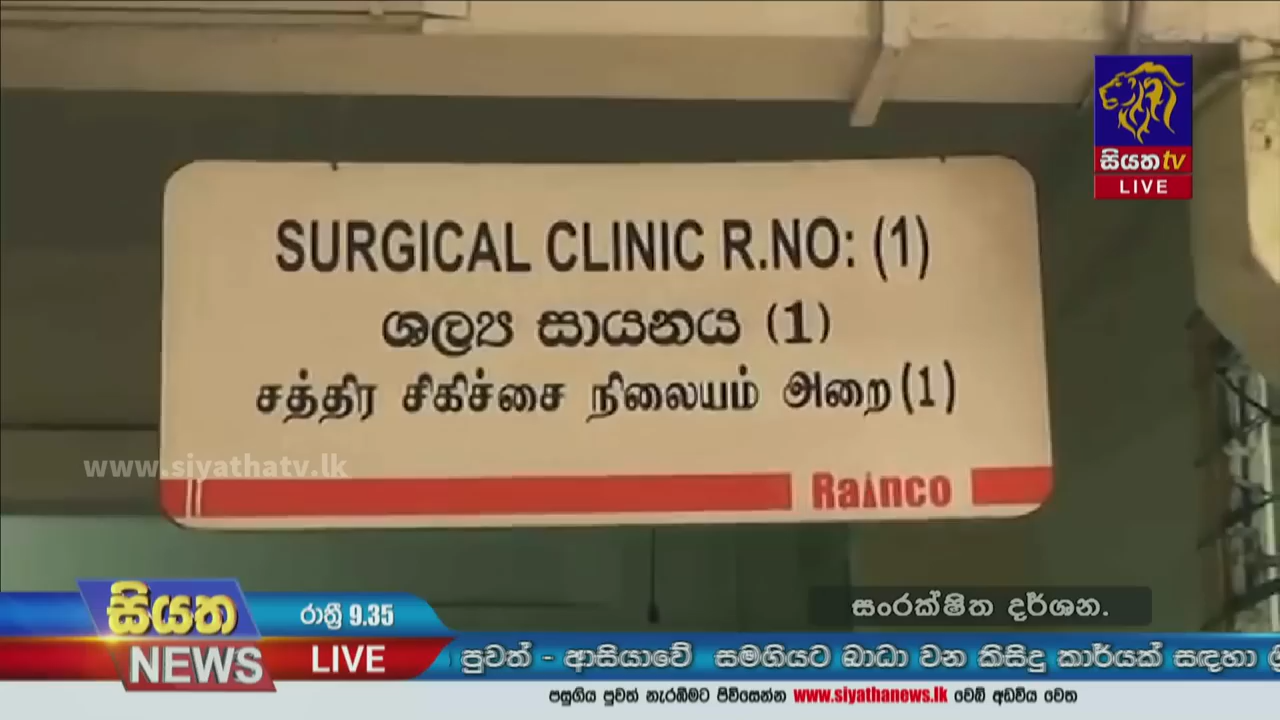 සියත tv
LIVE
SURGICAL CLINIC R.NO: (1)
ශල්‍ය සායනය (1)
சத்திர சிகிச்சை நிலையம் அறை (1)
www.siyathatv.lk
Rainco
සංරක්ෂිත දර්ශන.
සියත
NEWS
රාත්‍රී 9.35
LIVE
පුවත් - ආසියාවේ සමගියට බාධා වන කිසිදු කාර්යක් සඳහා
පසුගිය පුවත් නැරඹීමට පිවිසෙන්න www.siyathanews.lk වෙබ් අඩවිය වෙත